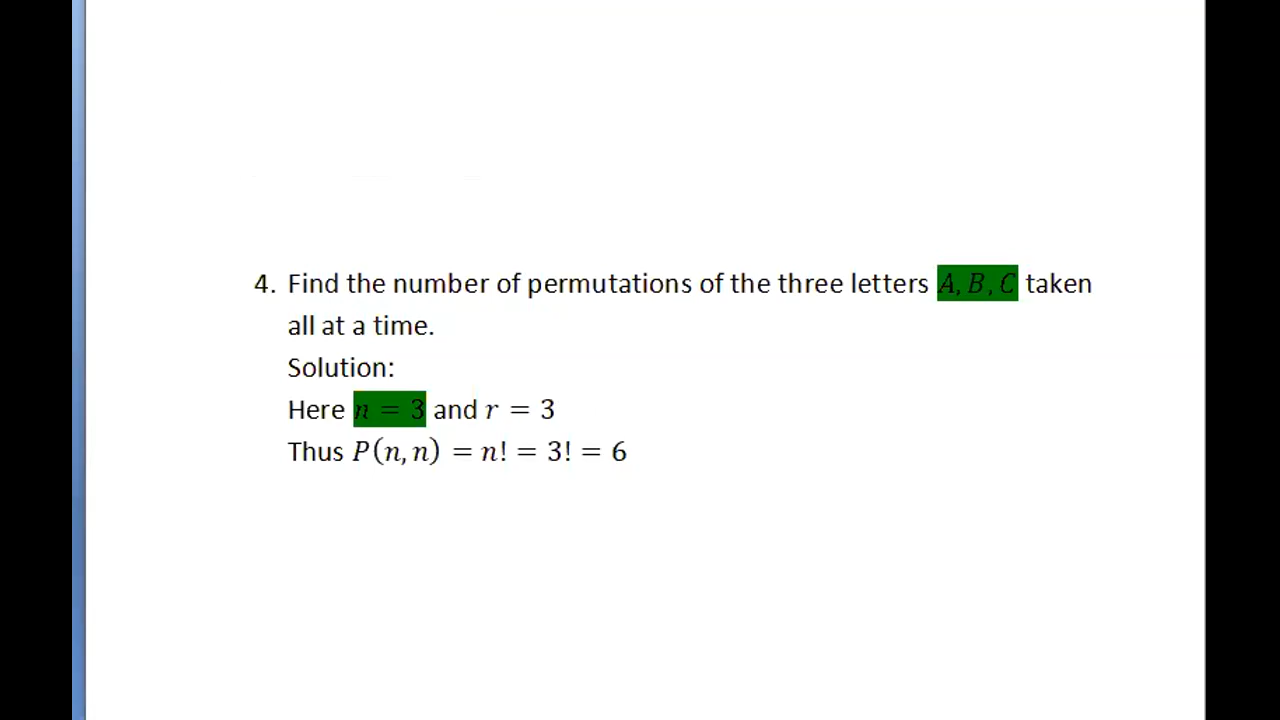 4. Find the number of permutations of the three letters A, B, C taken
all at a time.
Solution:
Here n = 3 and r = 3
Thus P(n, n) = n! = 3! = 6